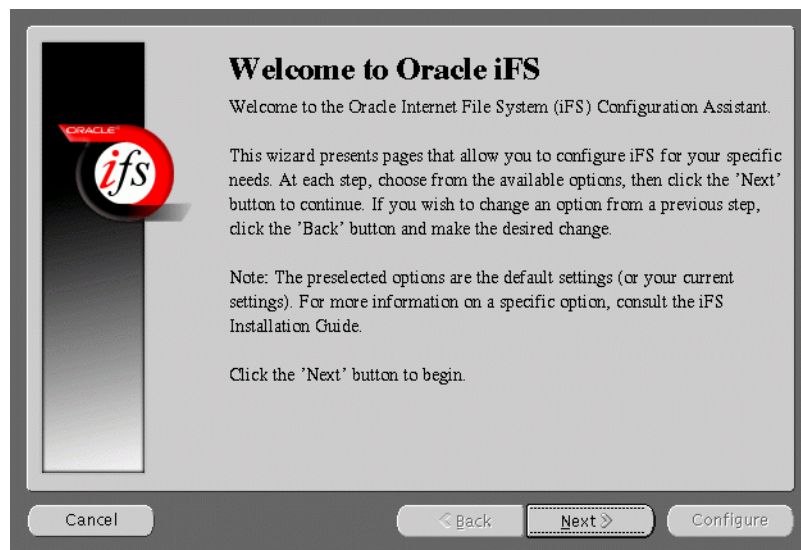 Welcome to Oracle iFS
Welcome to the Oracle Internet File System (iFS) Configuration Assistant.
ORACLE
ifs
This wizard presents pages that allow you to configure iFS for your specific
needs. At each step, choose from the available options, then click the 'Next'
button to continue. If you wish to change an option from a previous step,
click the 'Back' button and make the desired change.
Note: The preselected options are the default settings (or your current
settings). For more information on a specific option, consult the iFS
Installation Guide.
Click the 'Next' button to begin.
Cancel
Back
Next
Configure